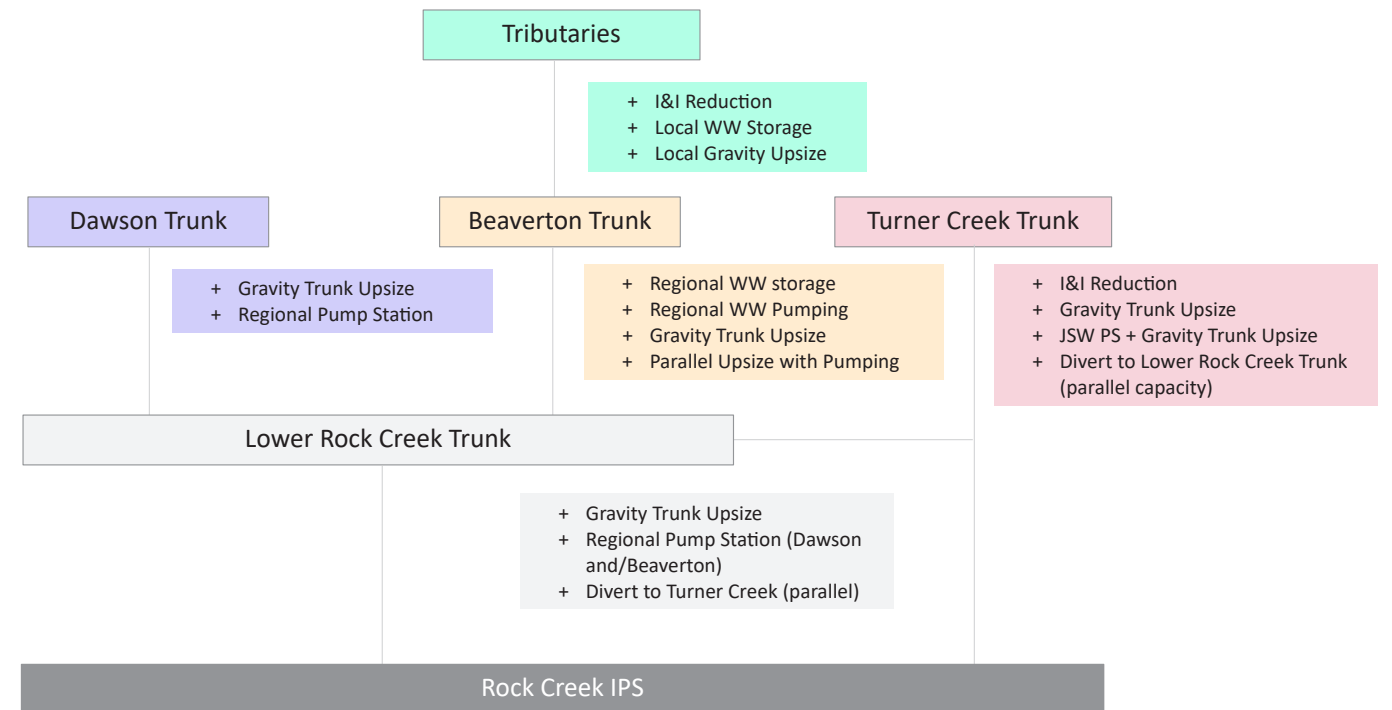 Tributaries
+ I&I Reduction
+ Local WW Storage
+ Local Gravity Upsize
Dawson Trunk
Beaverton Trunk
Turner Creek Trunk
+ Gravity Trunk Upsize
+ Regional Pump Station
+ Regional WW storage
+ Regional WW Pumping
+ Gravity Trunk Upsize
+ Parallel Upsize with Pumping
+ I&I Reduction
+ Gravity Trunk Upsize
+ JSW PS + Gravity Trunk Upsize
+ Divert to Lower Rock Creek Trunk
(parallel capacity)
Lower Rock Creek Trunk
+ Gravity Trunk Upsize
+ Regional Pump Station (Dawson
and/Beaverton)
+ Divert to Turner Creek (parallel)
Rock Creek IPS